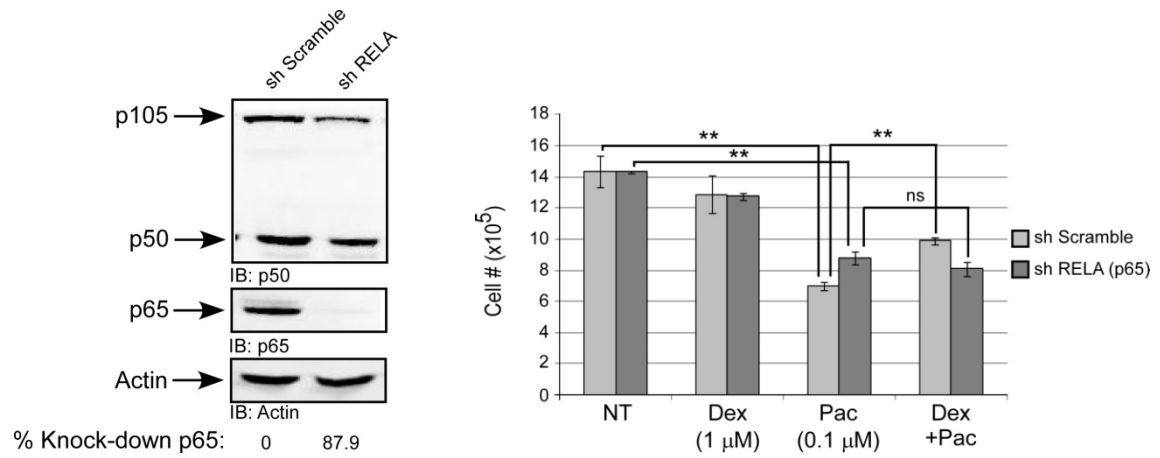 sh Scramble
sh RELA
p105
p50
IB: p50
p65
IB: p65
Actin
IB: Actin
% Knock-down p65: 0 87.9
Cell # (x10⁵)
18
16
14
12
10
8
6
4
2
0
**
**
**
ns
NT
Dex
(1 µM)
Pac
(0.1 µM)
Dex
+Pac
sh Scramble
sh RELA (p65)